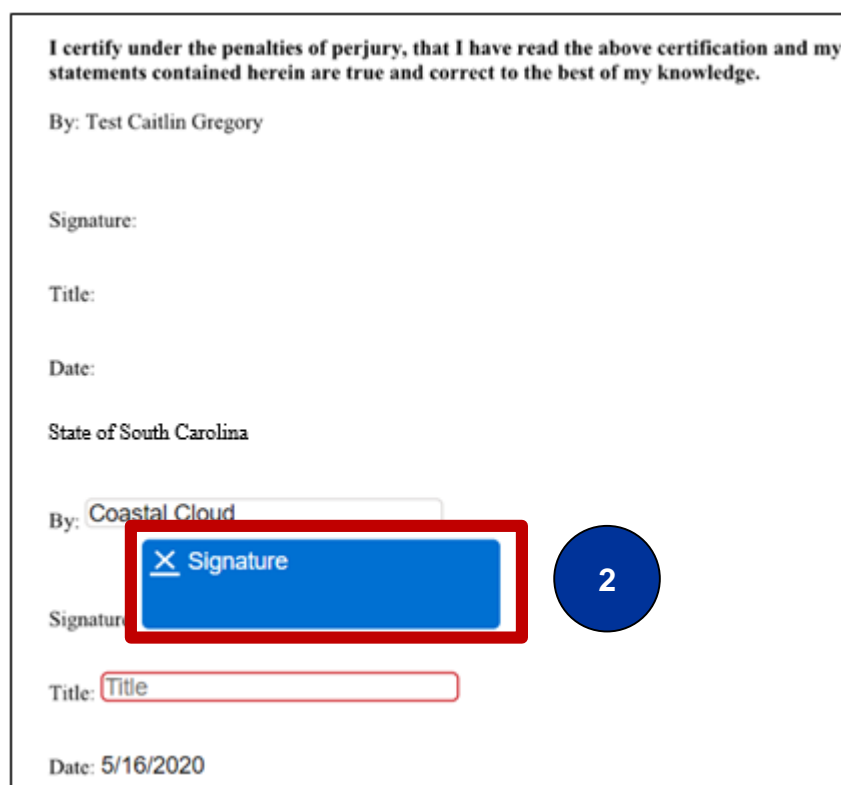 I certify under the penalties of perjury, that I have read the above certification and my
statements contained herein are true and correct to the best of my knowledge.
By: Test Caitlin Gregory
Signature:
Title:
Date:
State of South Carolina
By: Coastal Cloud
X Signature
2
Signature
Title: Title
Date: 5/16/2020